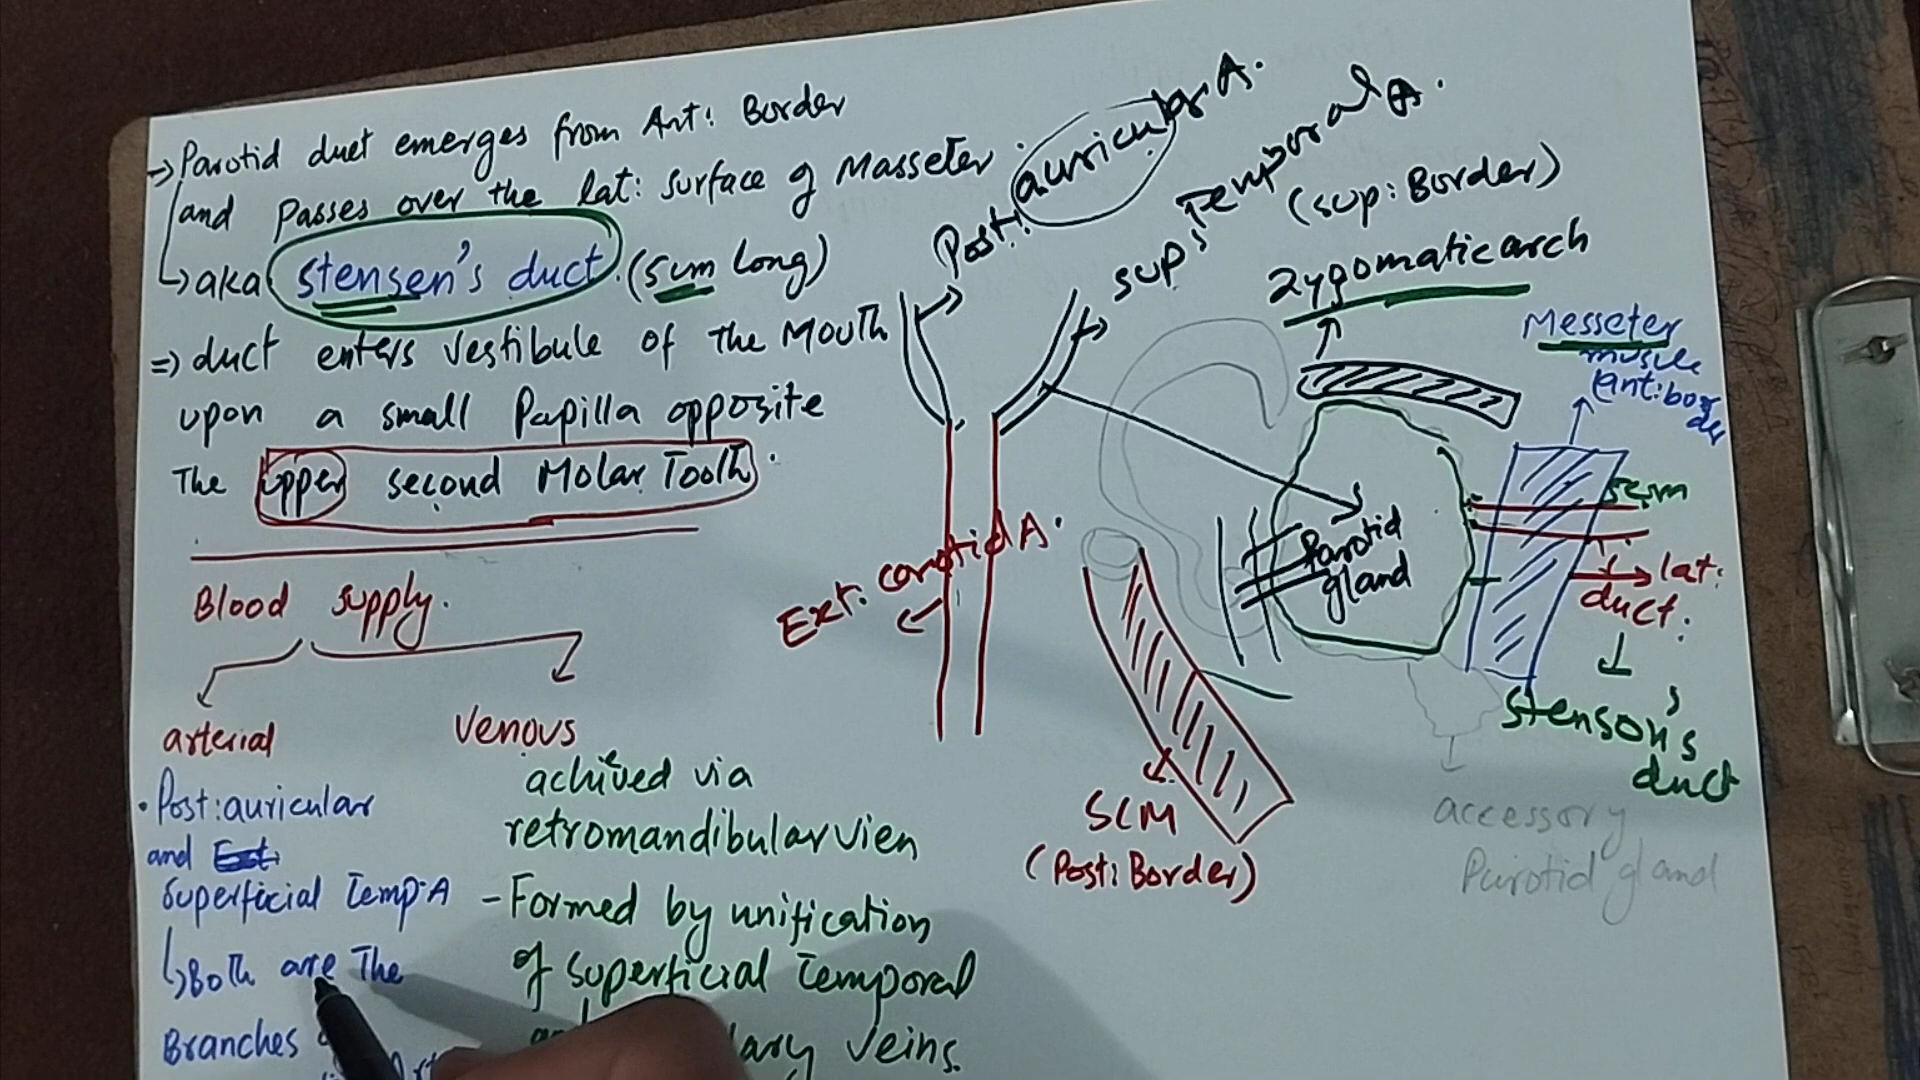 → Parotid duct emerges from Ant: Border
and passes over the lat: surface of Masseter.
↳ aka stensen's duct. (5cm long)
⇒ duct enters vestibule of The Mouth
upon a small Papilla opposite
The upper second Molar Tooth.
Blood supply.
arterial
Venous
• Post: auricular
and Ext:
Superficial Temp: A
↳ Both are The
Branches
achived via
retromandibular vien
- Formed by unification
of superficial Temporal
veins.
Post: auricular A.
sup: Temporal A.
(sup: Border)
Zygomatic arch
Messeter
muscle
(ant: border
Ext: carotid A.
Parotid
gland
5cm
lat:
duct:
stenson's
duct
SCM
(Post: Border)
accessory
Parotid gland